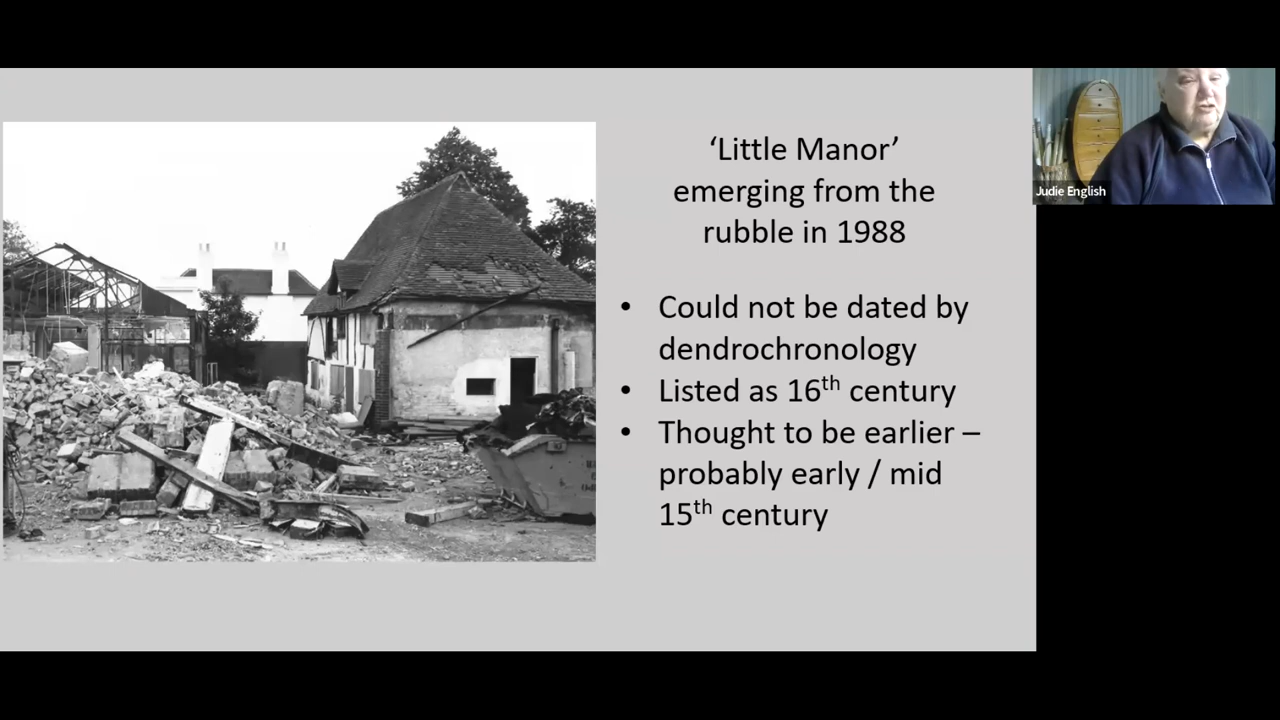 ‘Little Manor’
emerging from the
rubble in 1988
• Could not be dated by
dendrochronology
• Listed as 16th century
• Thought to be earlier –
probably early / mid
15th century
Judie English